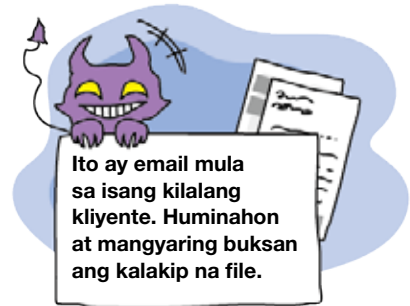 Ito ay email mula
sa isang kilalang
kliyente. Huminahon
at mangyaring buksan
ang kalakip na file.